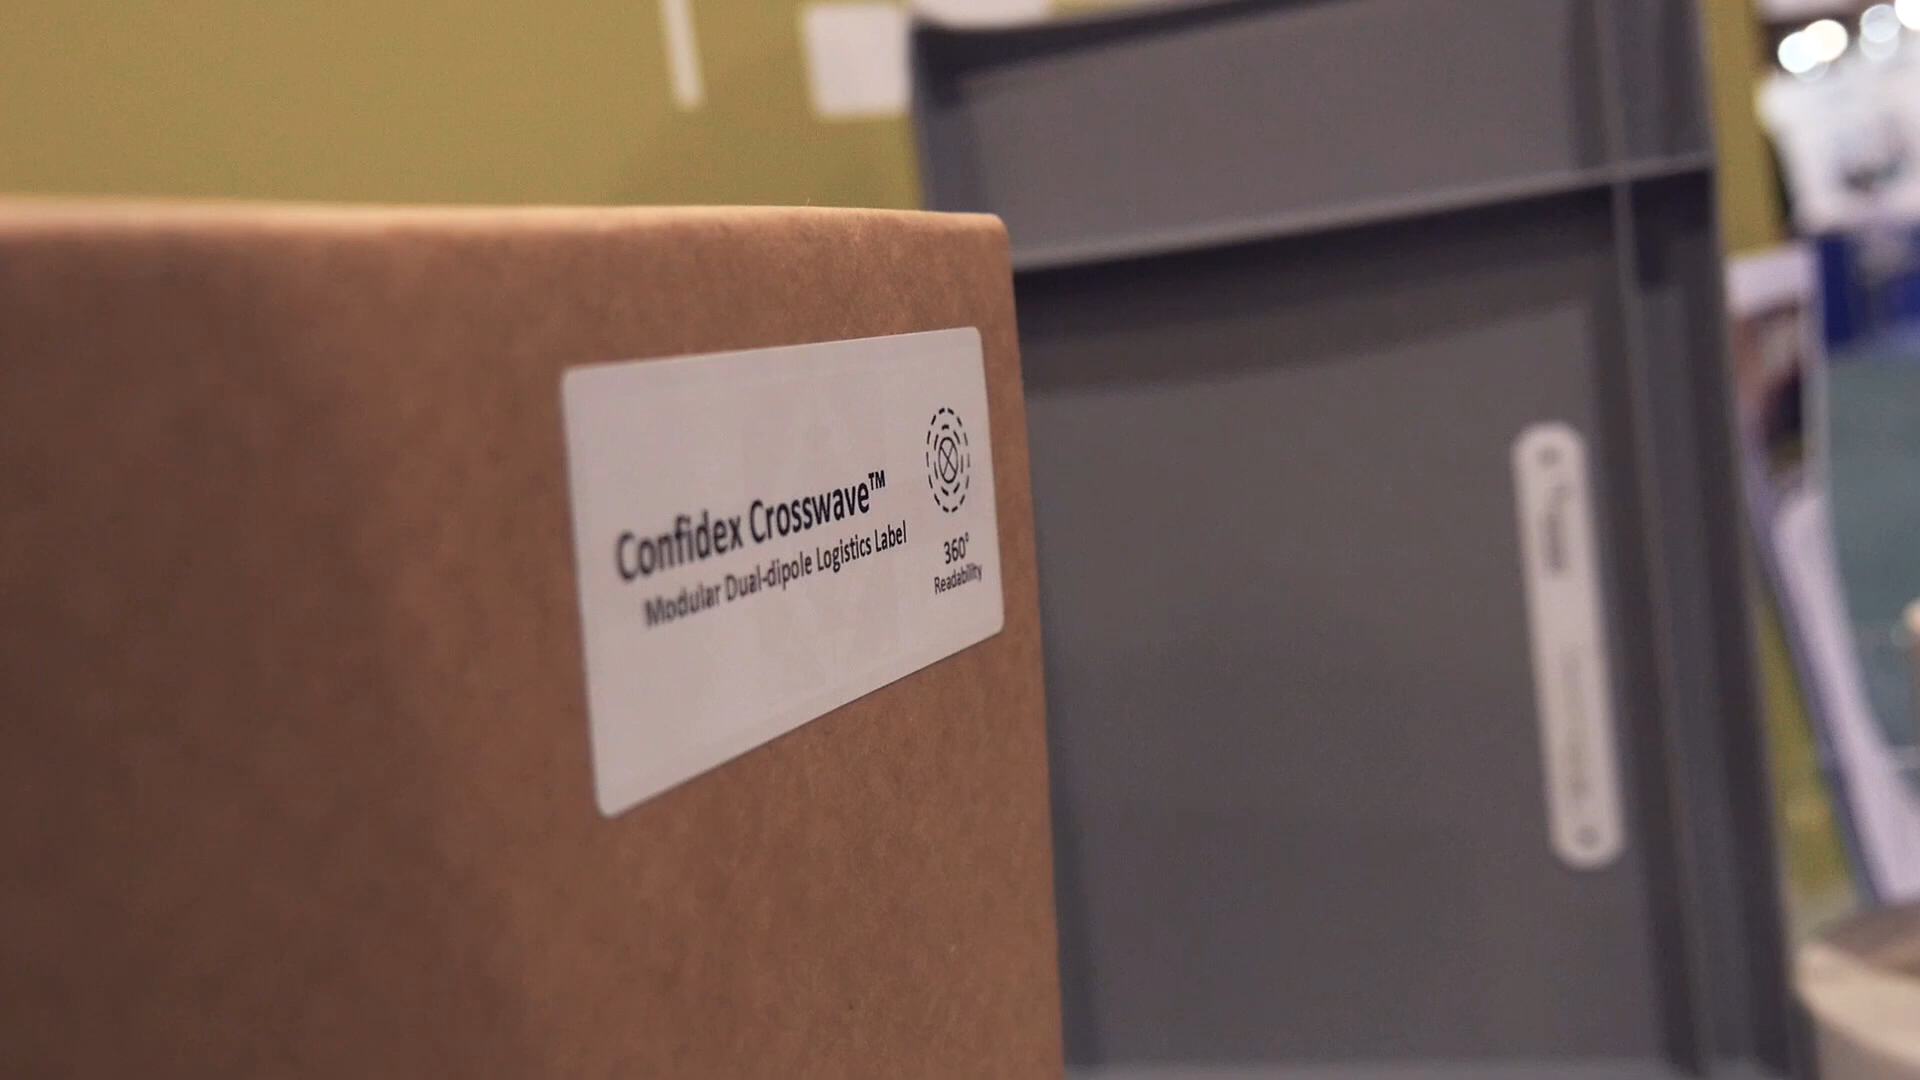 Confidex Crosswave™
Modular Dual-dipole Logistics Label
360°
Readability